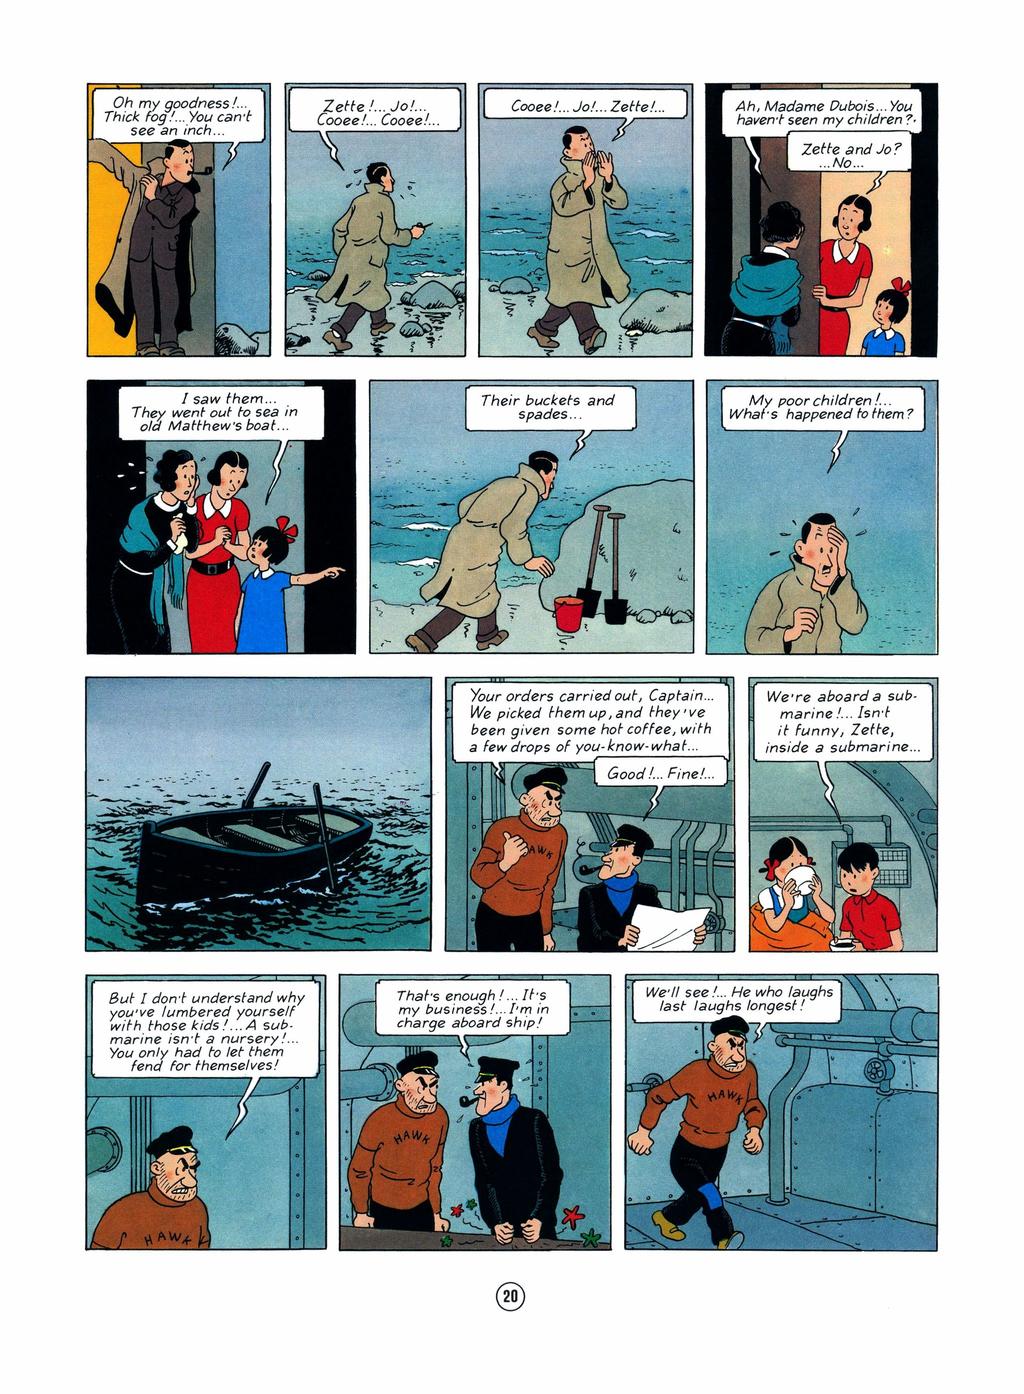 Oh my goodness!...
Thick fog!... You can't
see an inch...
Zette!... Jo!...
Cooee!... Cooee!...
Cooee!... Jo!... Zette!...
Ah, Madame Dubois... You
haven't seen my children?.
Zette and Jo?
...No...
I saw them...
They went out to sea in
old Matthew's boat...
Their buckets and
spades...
My poor children!...
What's happened to them?
Your orders carried out, Captain...
We picked them up, and they've
been given some hot coffee, with
a few drops of you-know-what...
Good!... Fine!...
HAWK
We're aboard a sub-
marine!... Isn't
it funny, Zette,
inside a submarine...
But I don't understand why
you've lumbered yourself
with those kids!... A sub-
marine isn't a nursery!...
You only had to let them
fend for themselves!
HAWK
That's enough!... It's
my business!... I'm in
charge aboard ship!
HAWK
We'll see!... He who laughs
last laughs longest!
HAWK
20